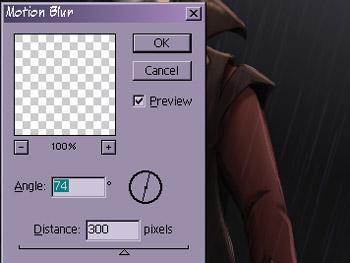 Motion Blur
OK
Cancel
Preview
100%
Angle: 74 °
Distance: 300 pixels